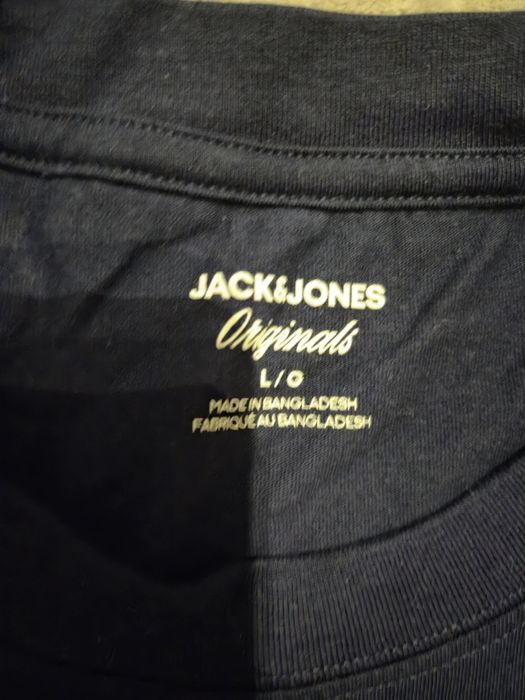 JACK&JONES
Originals
L / G
MADE IN BANGLADESH
FABRIQUÉ AU BANGLADESH